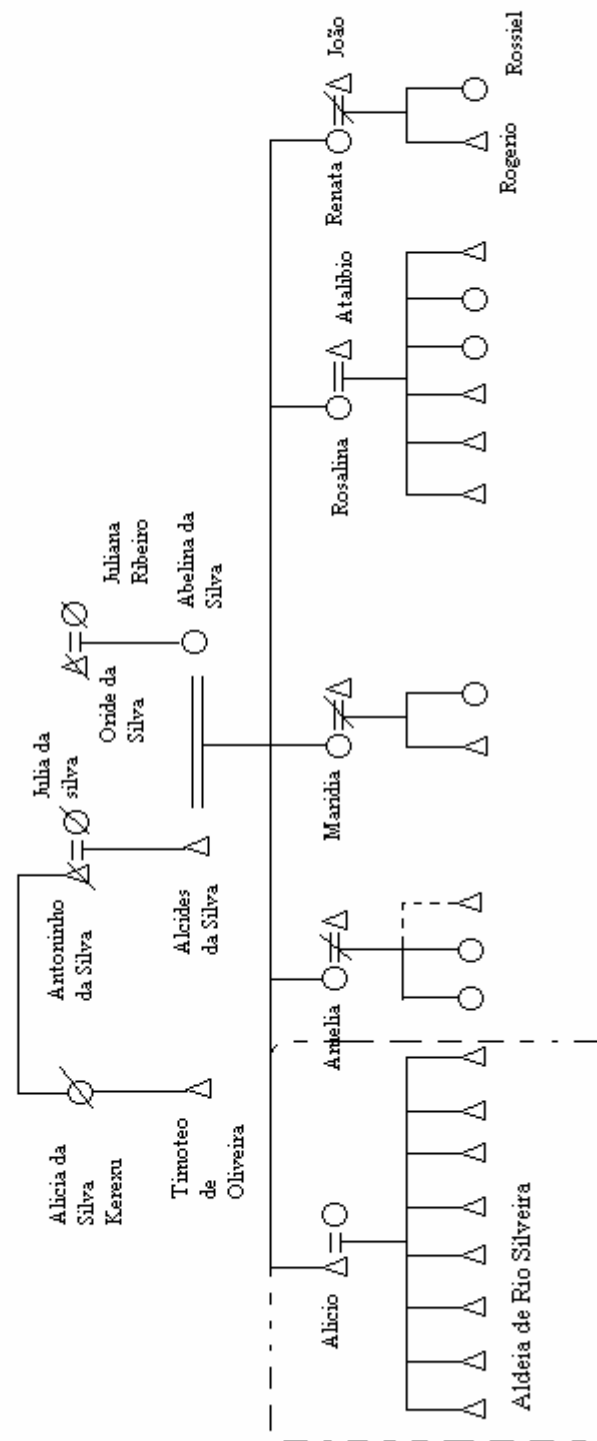 Alicia da
Silva
Kerexu
Antoninho
da Silva
Julia da
silva
Oride da
Silva
Juliana
Ribeiro
Timoteo
de
Oliveira
Alcides
da Silva
Abelina da
Silva
Alicio
Amelia
Maridia
Rosalina
Atalibio
Renata
João
Rogerio
Rossiel
Aldeia de Rio Silveira